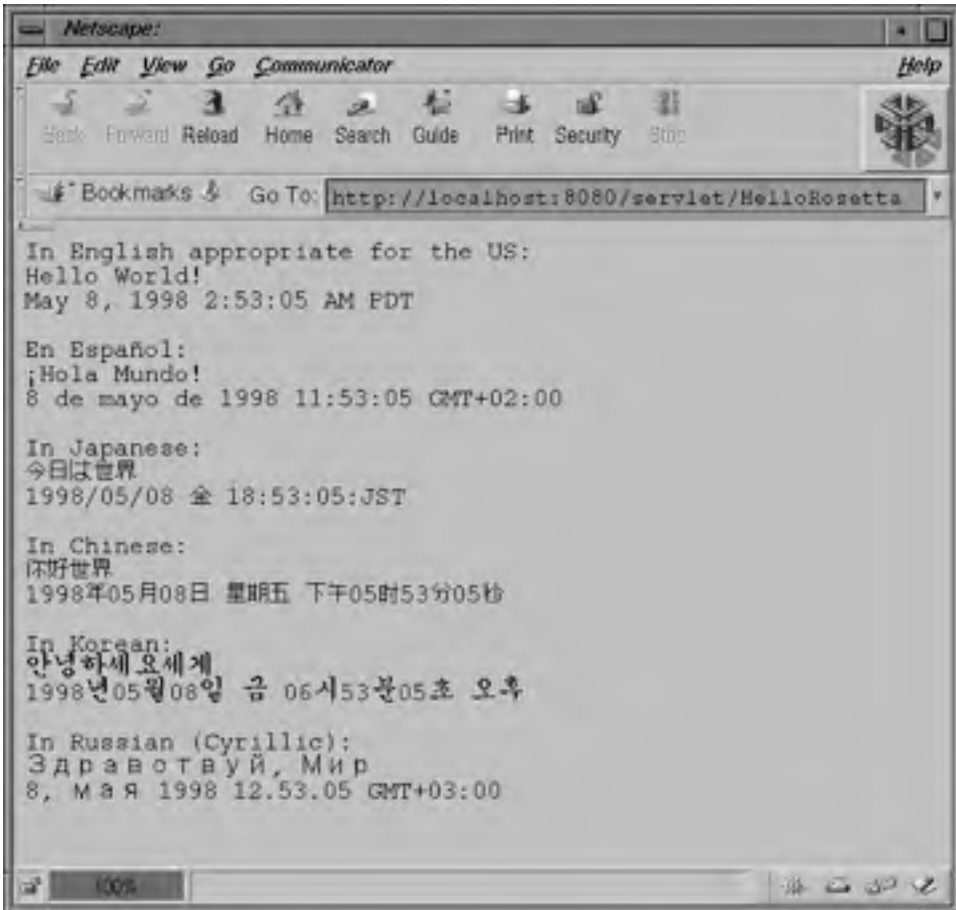 Netscape:
File Edit View Go Communicator Help
Back Forward Reload Home Search Guide Print Security Stop
Bookmarks Go To: http://localhost:8080/servlet/HelloRosetta
In English appropriate for the US:
Hello World!
May 8, 1998 2:53:05 AM PDT
En Español:
¡Hola Mundo!
8 de mayo de 1998 11:53:05 GMT+02:00
In Japanese:
今日は世界
1998/05/08 金 18:53:05:JST
In Chinese:
你好世界
1998年05月08日 星期五 下午05时53分05秒
In Korean:
안녕하세요세계
1998년05월08일 금 06시53분05초 오후
In Russian (Cyrillic):
Здравотвуй, Мир
8, мая 1998 12.53.05 GMT+03:00
100%